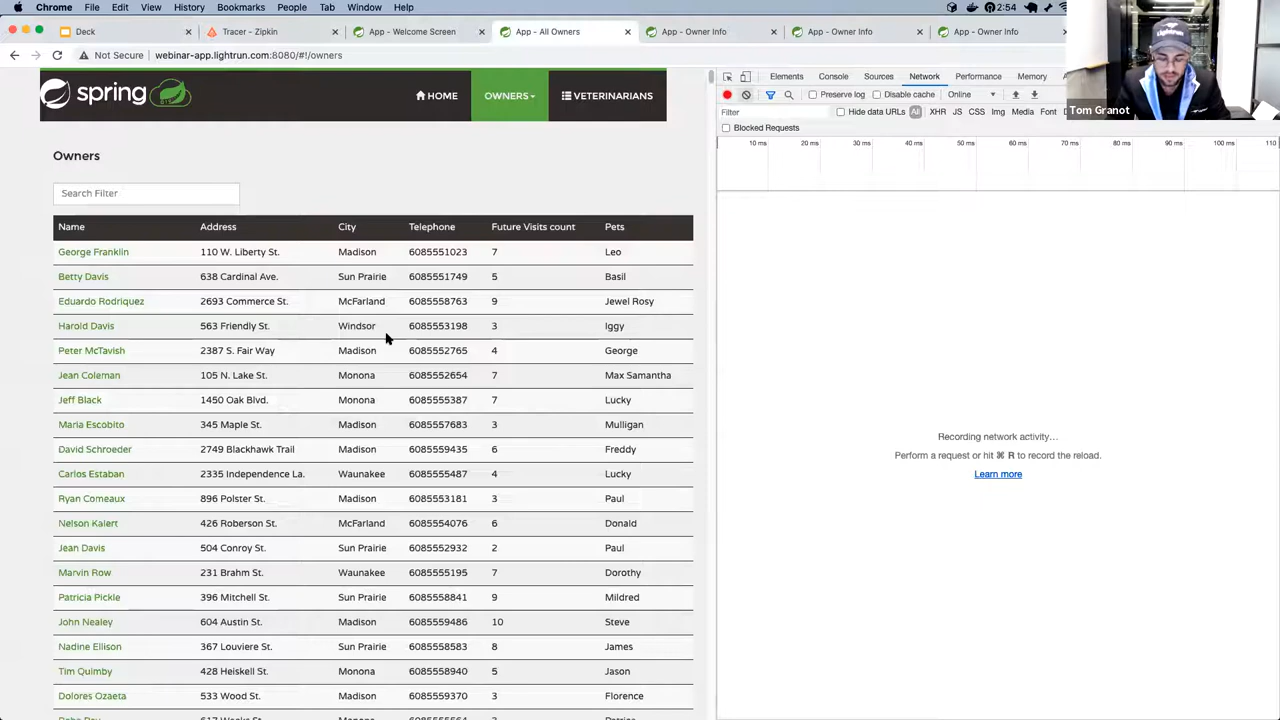 Chrome File Edit View History Bookmarks People Tab Window Help 2:54
Deck Tracer - Zipkin App - Welcome Screen App - All Owners App - Owner Info App - Owner Info App - Owner Info
Not Secure webinar-app.lightrun.com:8080/#!/owners
spring HOME OWNERS VETERINARIANS
Elements Console Sources Network Performance Memory
Preserve log Disable cache Online
Tom Granot
Filter Hide data URLs All XHR JS CSS Img Media Font
Blocked Requests
10 ms 20 ms 30 ms 40 ms 50 ms 60 ms 70 ms 80 ms 90 ms 100 ms 110
Owners
Search Filter
Name Address City Telephone Future Visits count Pets
George Franklin 110 W. Liberty St. Madison 6085551023 7 Leo
Betty Davis 638 Cardinal Ave. Sun Prairie 6085551749 5 Basil
Eduardo Rodriquez 2693 Commerce St. McFarland 6085558763 9 Jewel Rosy
Harold Davis 563 Friendly St. Windsor 6085553198 3 Iggy
Peter McTavish 2387 S. Fair Way Madison 6085552765 4 George
Jean Coleman 105 N. Lake St. Monona 6085552654 7 Max Samantha
Jeff Black 1450 Oak Blvd. Monona 6085555387 7 Lucky
Maria Escobito 345 Maple St. Madison 6085557683 3 Mulligan
David Schroeder 2749 Blackhawk Trail Madison 6085559435 6 Freddy
Carlos Estaban 2335 Independence La. Waunakee 6085555487 4 Lucky
Ryan Comeaux 896 Polster St. Madison 6085553181 3 Paul
Nelson Kalert 426 Roberson St. McFarland 6085554076 6 Donald
Jean Davis 504 Conroy St. Sun Prairie 6085552932 2 Paul
Marvin Row 231 Brahm St. Waunakee 6085555195 7 Dorothy
Patricia Pickle 396 Mitchell St. Sun Prairie 6085558841 9 Mildred
John Nealey 604 Austin St. Madison 6085559486 10 Steve
Nadine Ellison 367 Louviere St. Sun Prairie 6085558583 8 James
Tim Quimby 428 Heiskell St. Monona 6085558940 5 Jason
Dolores Ozaeta 533 Wood St. Madison 6085559370 3 Florence
Recording network activity…
Perform a request or hit ⌘ R to record the reload.
Learn more